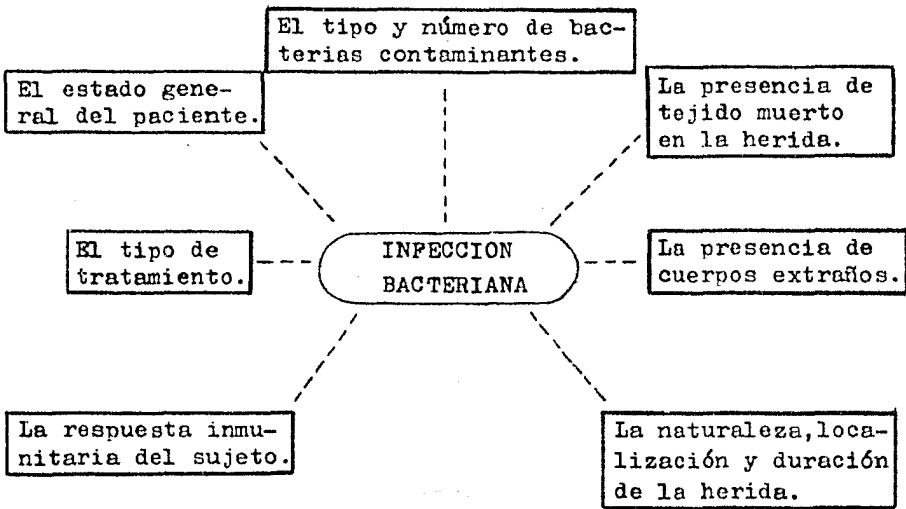 El tipo y número de bac-
terias contaminantes.
El estado gene-
ral del paciente.
La presencia de
tejido muerto
en la herida.
El tipo de
tratamiento.
INFECCION
BACTERIANA
La presencia de
cuerpos extraños.
La respuesta inmu-
nitaria del sujeto.
La naturaleza,loca-
lización y duración
de la herida.